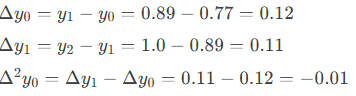 Δy₀ = y₁ − y₀ = 0.89 − 0.77 = 0.12
Δy₁ = y₂ − y₁ = 1.0 − 0.89 = 0.11
Δ²y₀ = Δy₁ − Δy₀ = 0.11 − 0.12 = −0.01